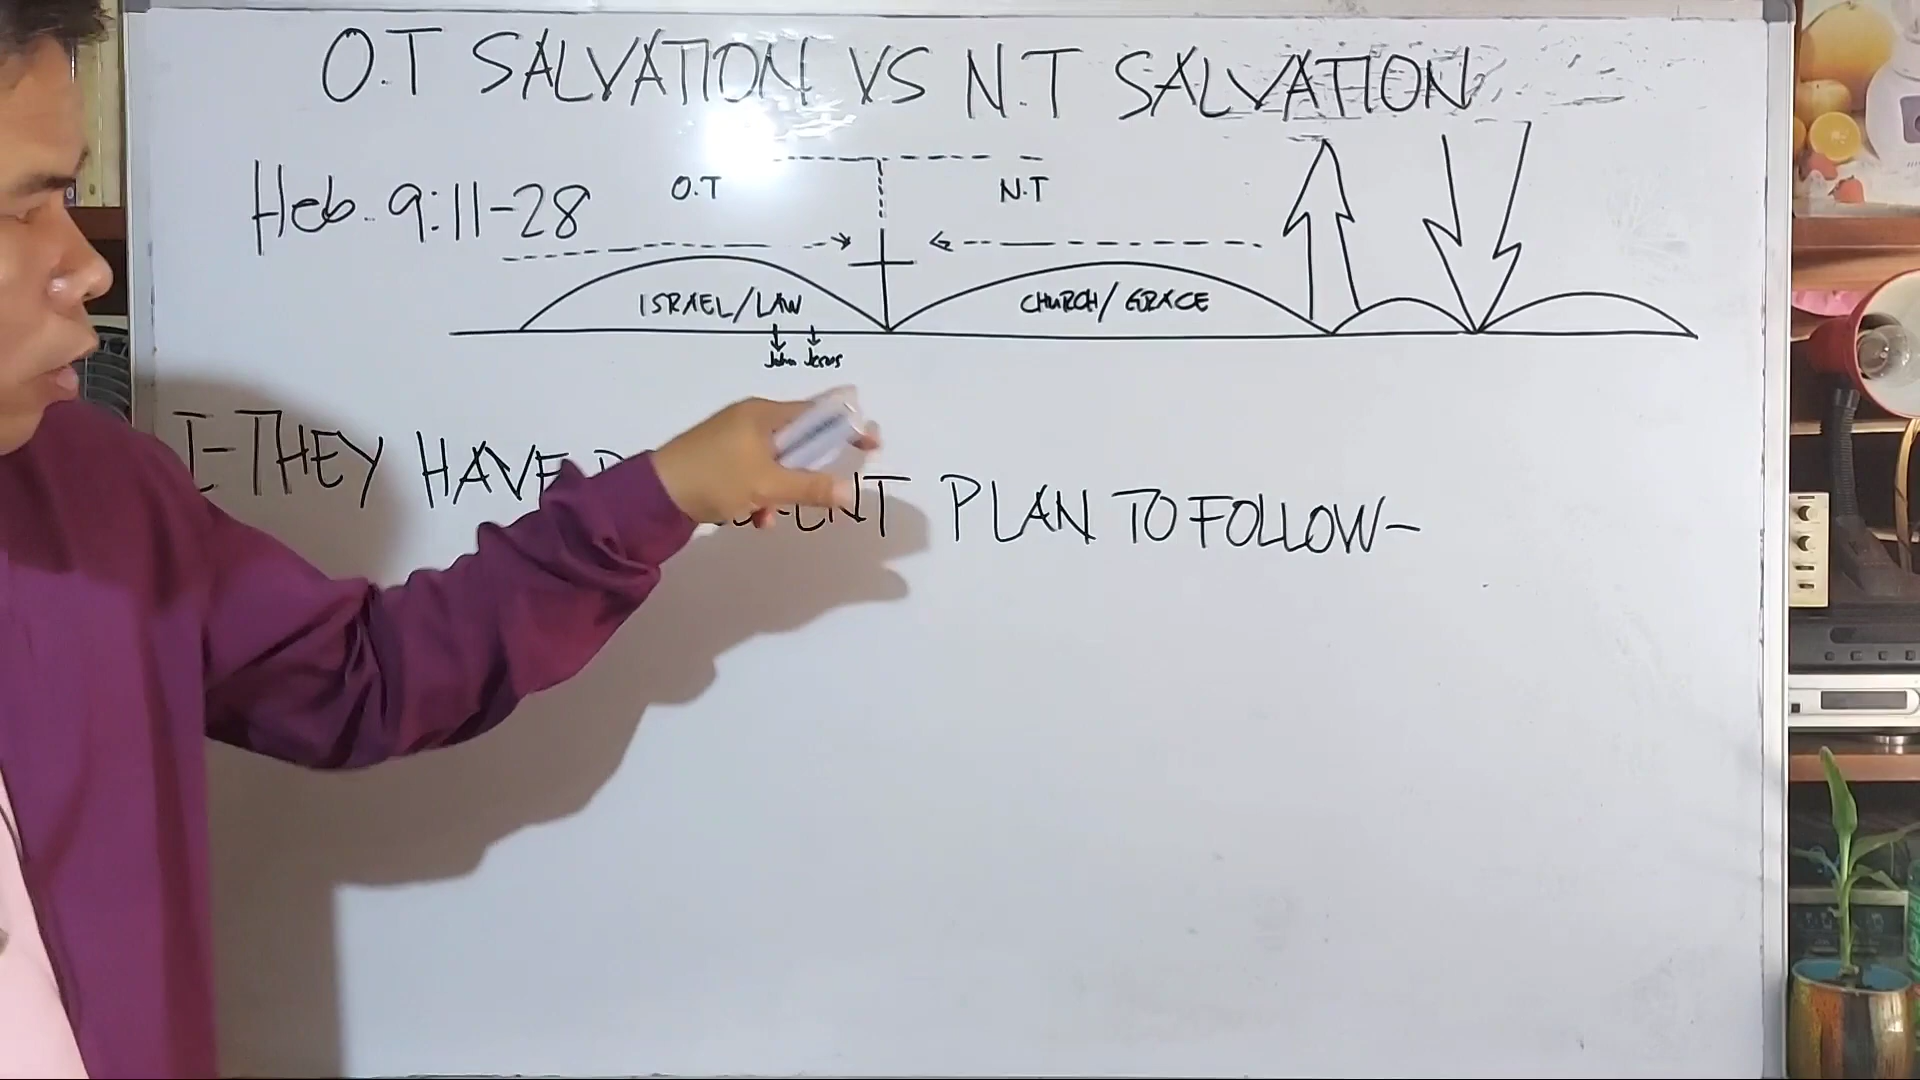 O.T SALVATION VS N.T SALVATION
Heb. 9:11-28
O.T
N.T
ISRAEL/LAW
CHURCH/GRACE
John Jesus
I-THEY HAVE PLAN TO FOLLOW-